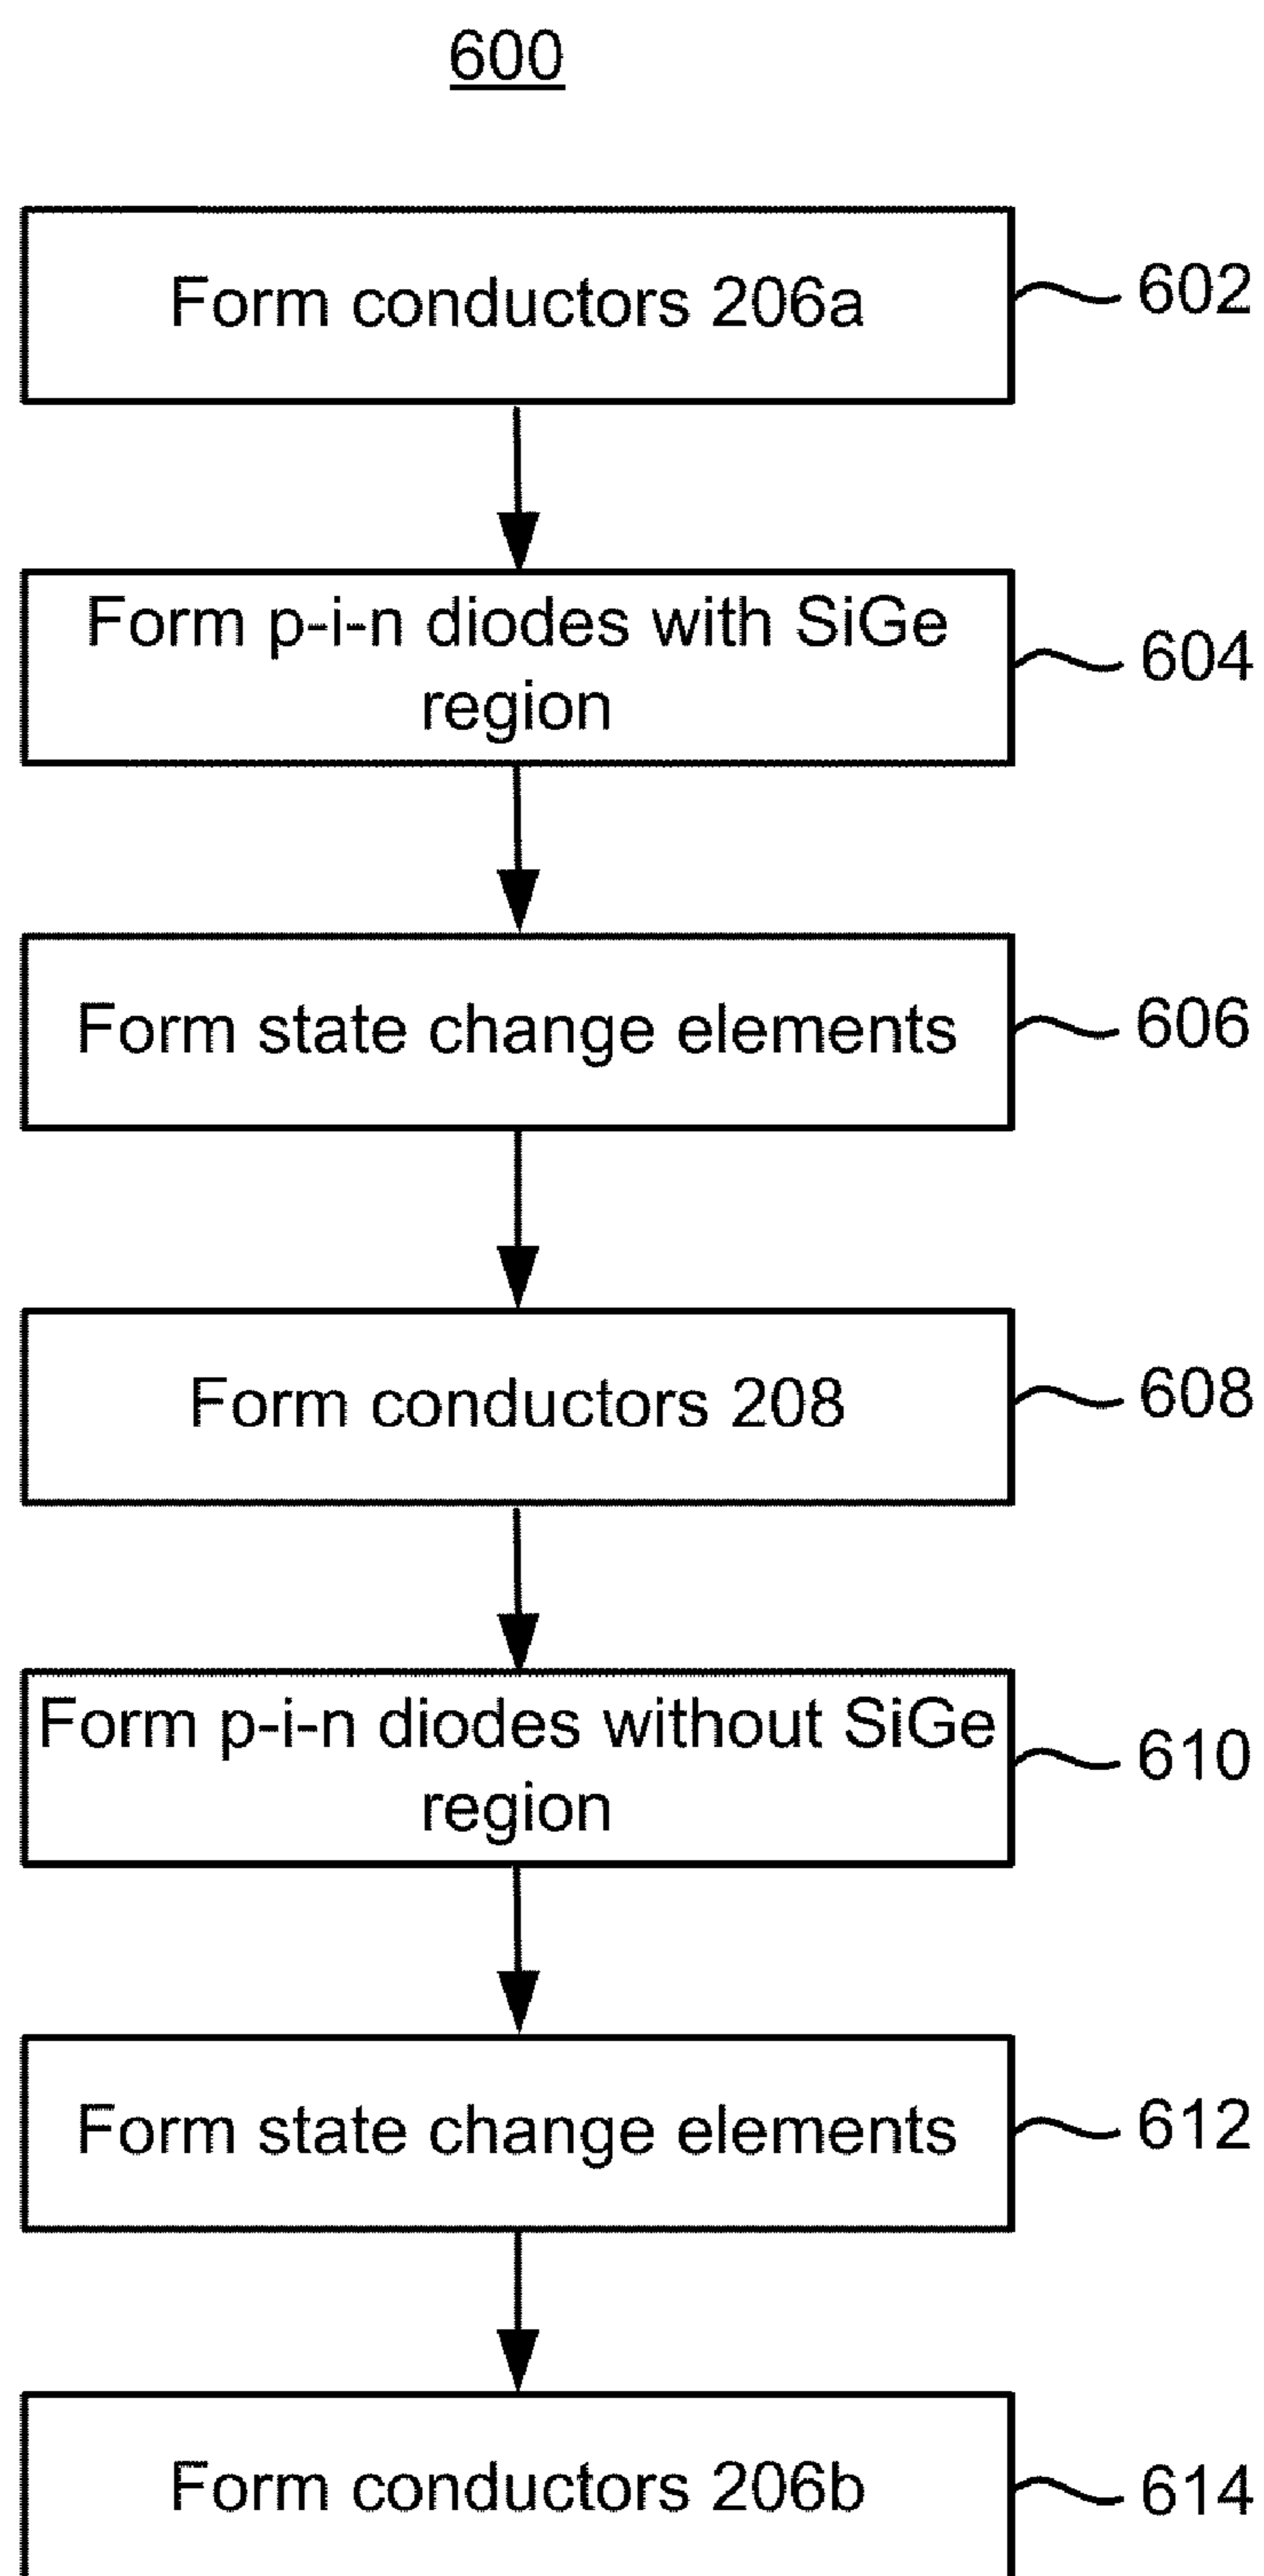 600
Form conductors 206a
602
Form p-i-n diodes with SiGe
region
604
Form state change elements
606
Form conductors 208
608
Form p-i-n diodes without SiGe
region
610
Form state change elements
612
Form conductors 206b
614